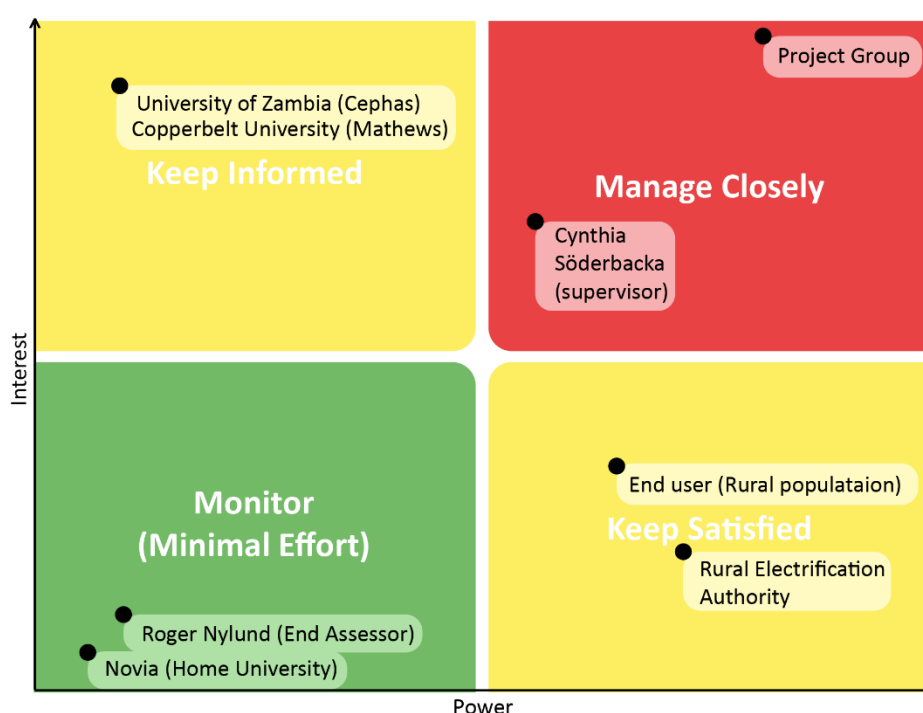 Project Group
University of Zambia (Cephas)
Copperbelt University (Mathews)
Keep Informed
Manage Closely
Cynthia
Söderbacka
(supervisor)
Interest
End user (Rural populataion)
Monitor
(Minimal Effort)
Keep Satisfied
Rural Electrification
Authority
Roger Nylund (End Assessor)
Novia (Home University)
Power